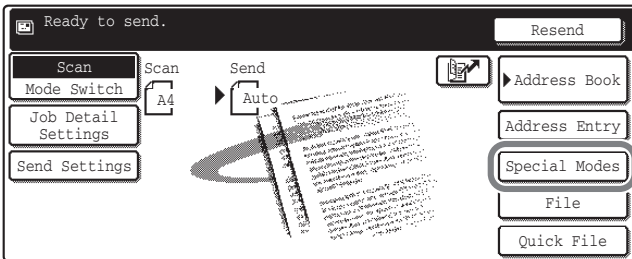 Ready to send.
Resend
Scan
Mode Switch
Scan
A4
Send
Auto
Address Book
Job Detail
Settings
Address Entry
Send Settings
Special Modes
File
Quick File